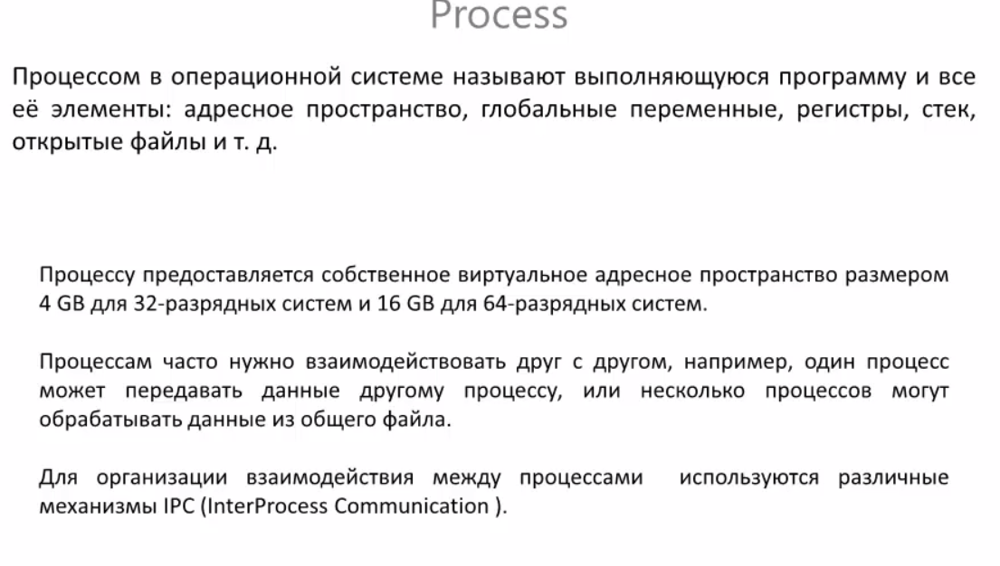 Process
Процессом в операционной системе называют выполняющуюся программу и все
её элементы: адресное пространство, глобальные переменные, регистры, стек,
открытые файлы и т. д.
Процессу предоставляется собственное виртуальное адресное пространство размером
4 GB для 32-разрядных систем и 16 GB для 64-разрядных систем.
Процессам часто нужно взаимодействовать друг с другом, например, один процесс
может передавать данные другому процессу, или несколько процессов могут
обрабатывать данные из общего файла.
Для организации взаимодействия между процессами используются различные
механизмы IPC (InterProcess Communication ).